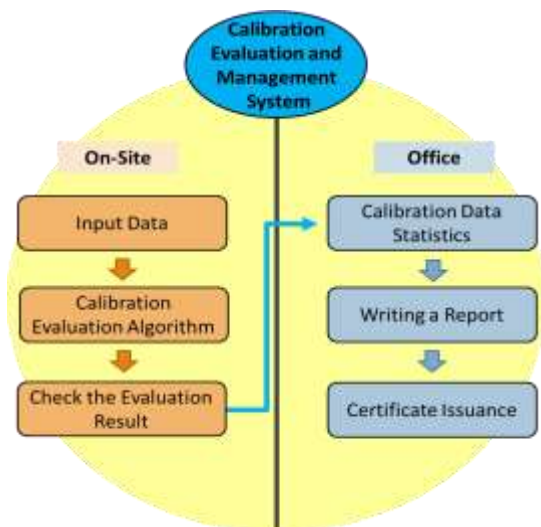 Calibration
Evaluation and
Management
System
On-Site
Office
Input Data
Calibration
Evaluation Algorithm
Check the Evaluation
Result
Calibration Data
Statistics
Writing a Report
Certificate Issuance